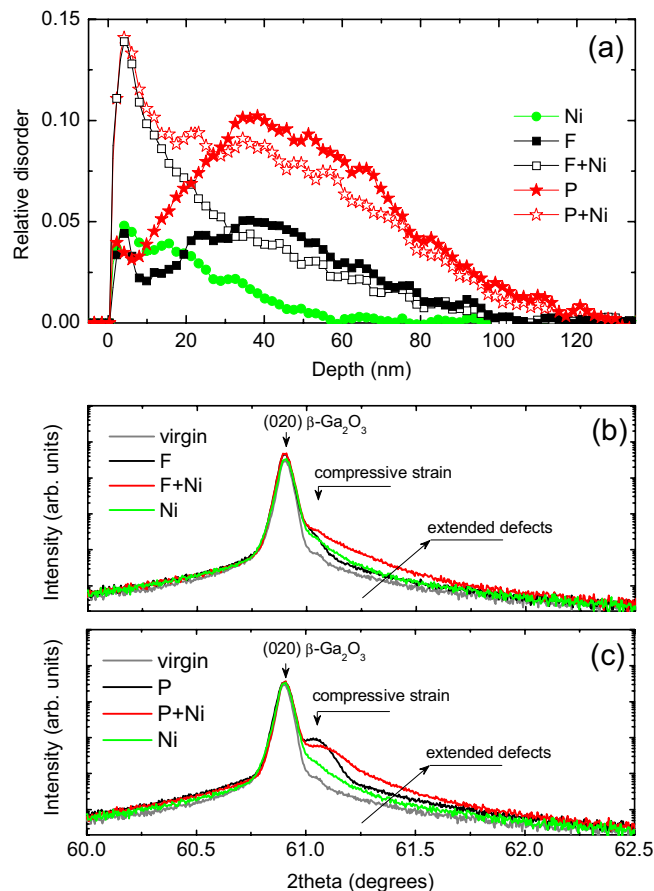 0.15
(a)
0.10
0.05
0.00
Relative disorder
Ni
F
F+Ni
P
P+Ni
0 20 40 60 80 100 120
Depth (nm)
(020) β-Ga₂O₃
(b)
virgin
F
F+Ni
Ni
compressive strain
extended defects
Intensity (arb. units)
(020) β-Ga₂O₃
(c)
virgin
P
P+Ni
Ni
compressive strain
extended defects
Intensity (arb. units)
60.0 60.5 61.0 61.5 62.0 62.5
2theta (degrees)